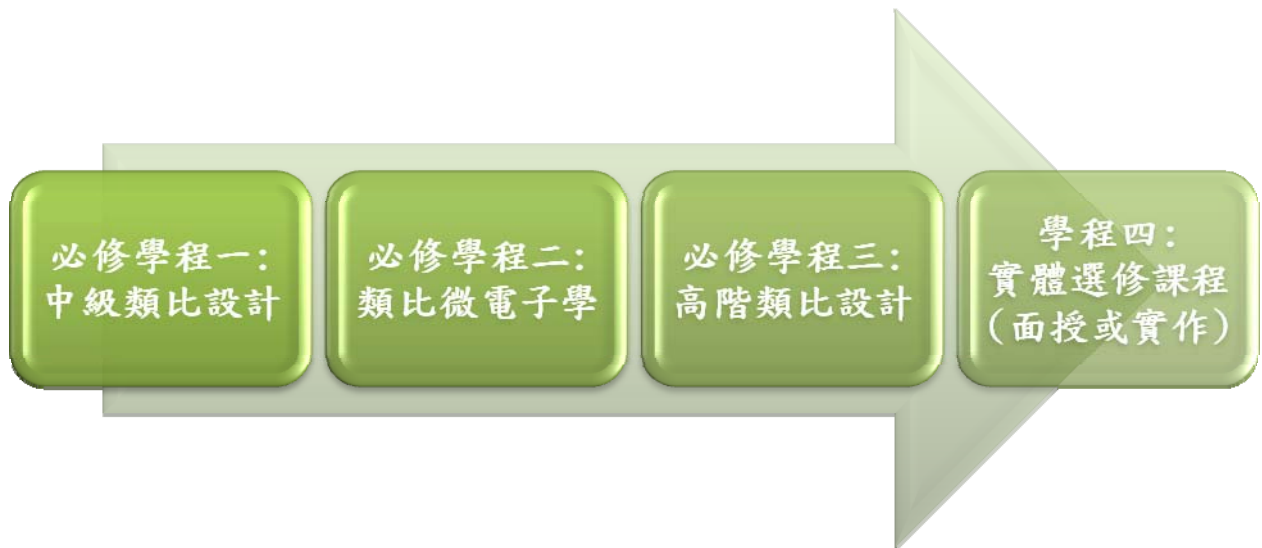 必修學程一:
中級類比設計
必修學程二:
類比微電子學
必修學程三:
高階類比設計
學程四:
實體選修課程
(面授或實作)